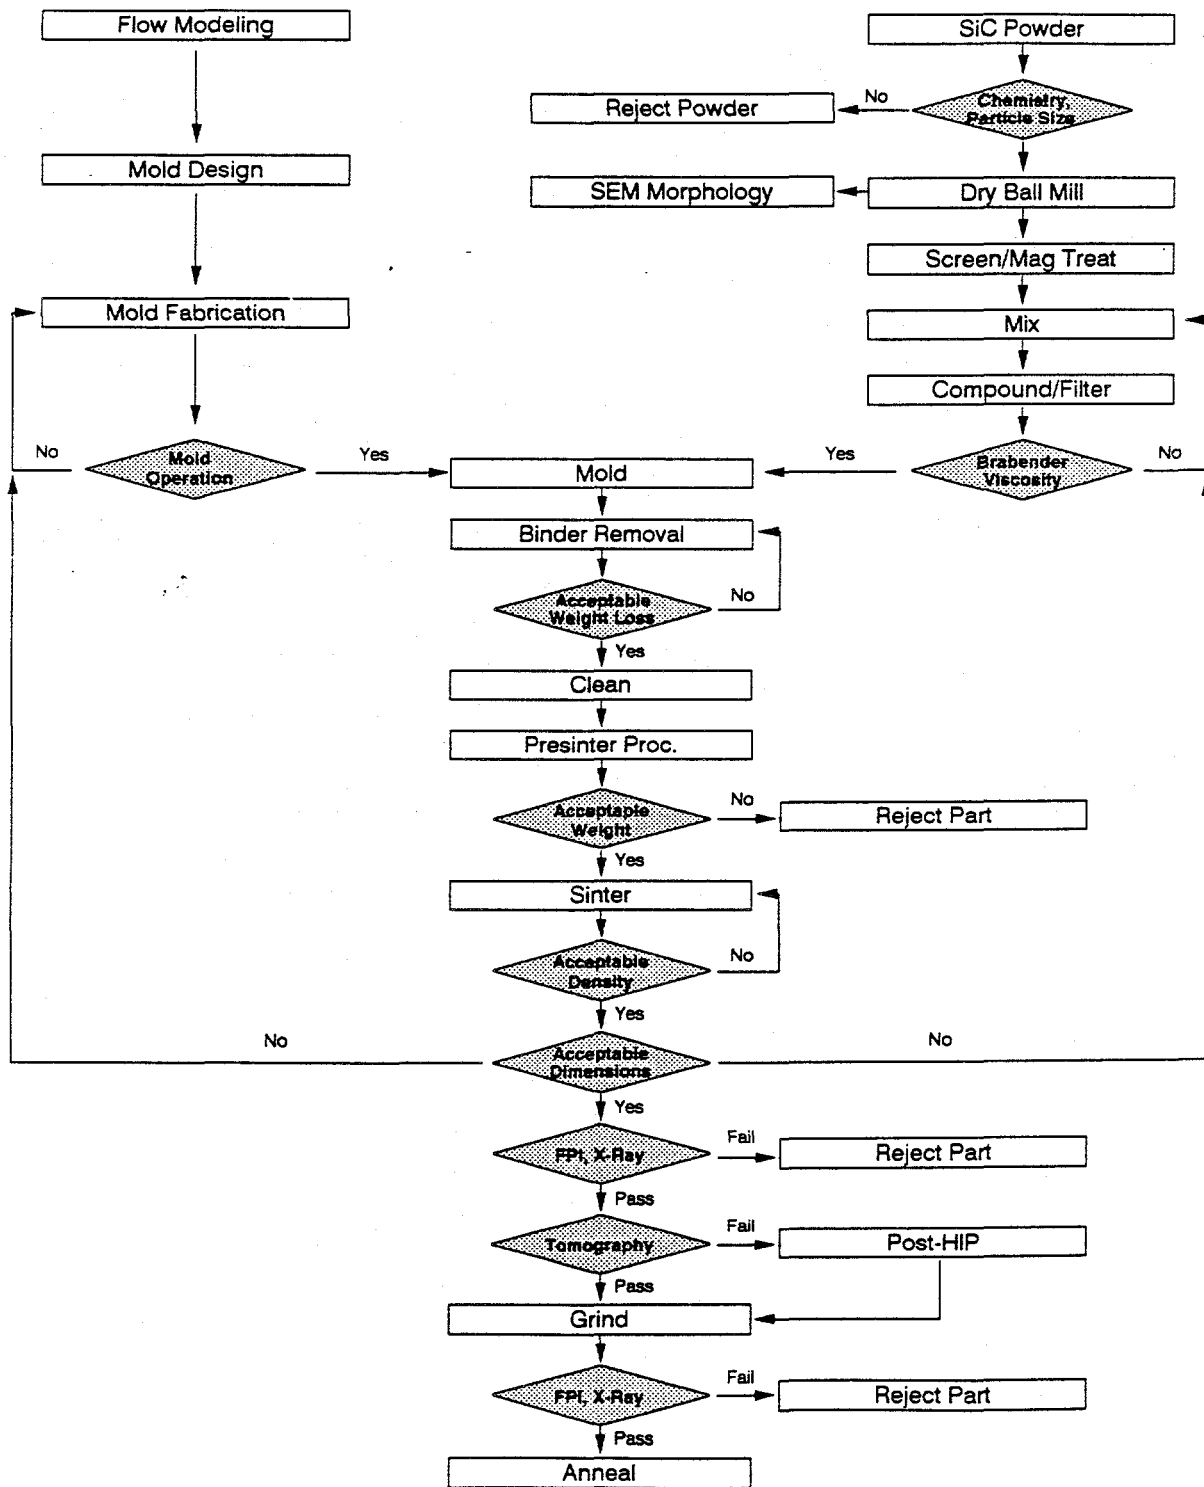 Flow Modeling
SiC Powder
No
Chemistry,
Particle Size
Reject Powder
Mold Design
SEM Morphology
Dry Ball Mill
Screen/Mag Treat
Mold Fabrication
Mix
Compound/Filter
No
Mold
Operation
Yes
Mold
Yes
Brabender
Viscosity
No
Binder Removal
Acceptable
Weight Loss
No
Yes
Clean
Presinter Proc.
Acceptable
Weight
No
Reject Part
Yes
Sinter
Acceptable
Density
No
Yes
No
Acceptable
Dimensions
No
Yes
FPI, X-Ray
Fail
Reject Part
Pass
Tomography
Fail
Post-HIP
Pass
Grind
FPI, X-Ray
Fail
Reject Part
Pass
Anneal